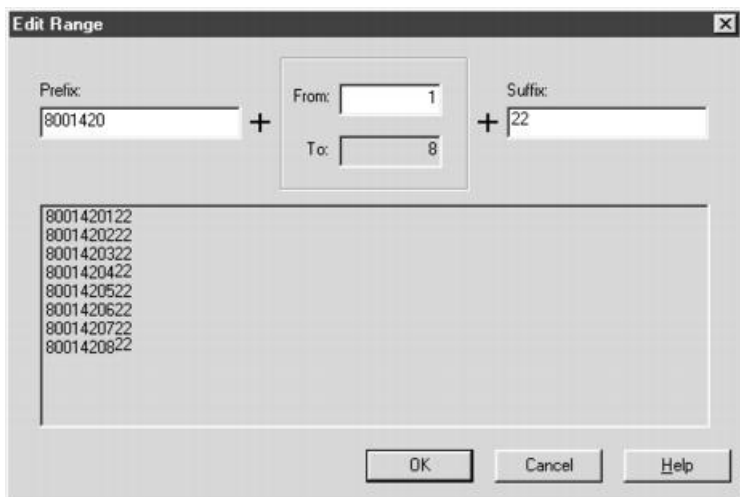 Edit Range
Prefix:
8001420
+
From:
1
To:
8
+
Suffix:
22
8001420122
8001420222
8001420322
8001420422
8001420522
8001420622
8001420722
8001420822
OK
Cancel
Help